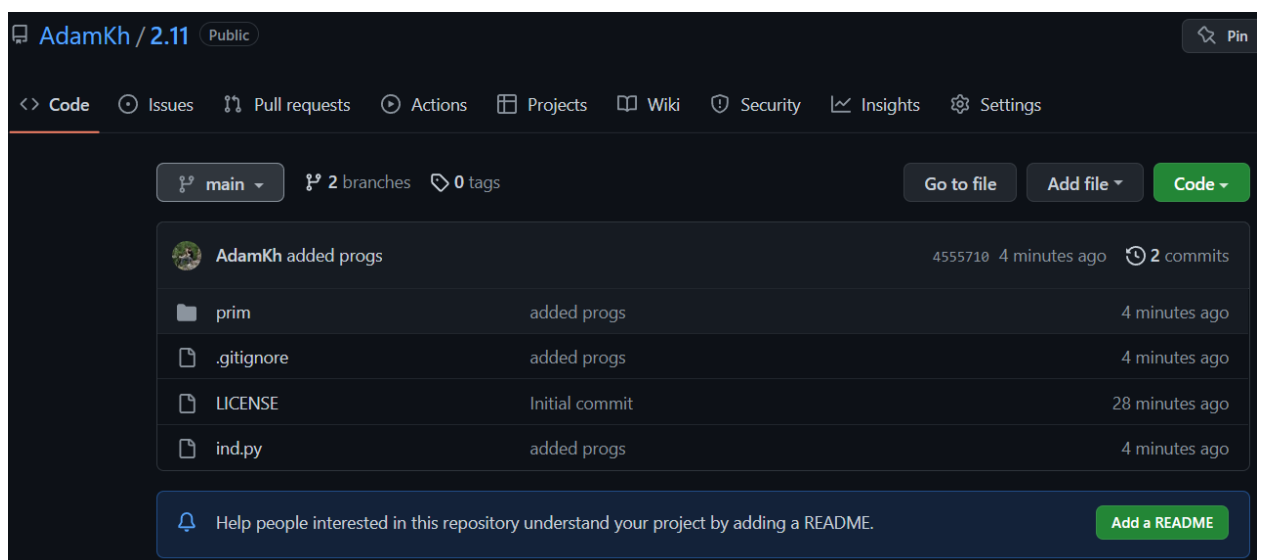 AdamKh / 2.11 Public Pin
Code Issues Pull requests Actions Projects Wiki Security Insights Settings
main 2 branches 0 tags Go to file Add file Code
AdamKh added progs 4555710 4 minutes ago 2 commits
prim added progs 4 minutes ago
.gitignore added progs 4 minutes ago
LICENSE Initial commit 28 minutes ago
ind.py added progs 4 minutes ago
Help people interested in this repository understand your project by adding a README. Add a README